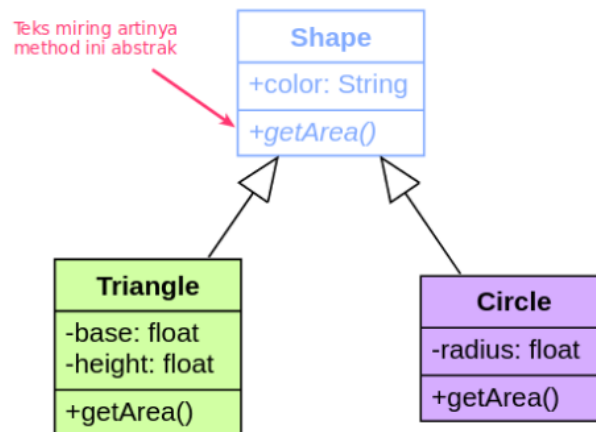 Teks miring artinya
method ini abstrak
Shape
+color: String
+getArea()
Triangle
-base: float
-height: float
+getArea()
Circle
-radius: float
+getArea()